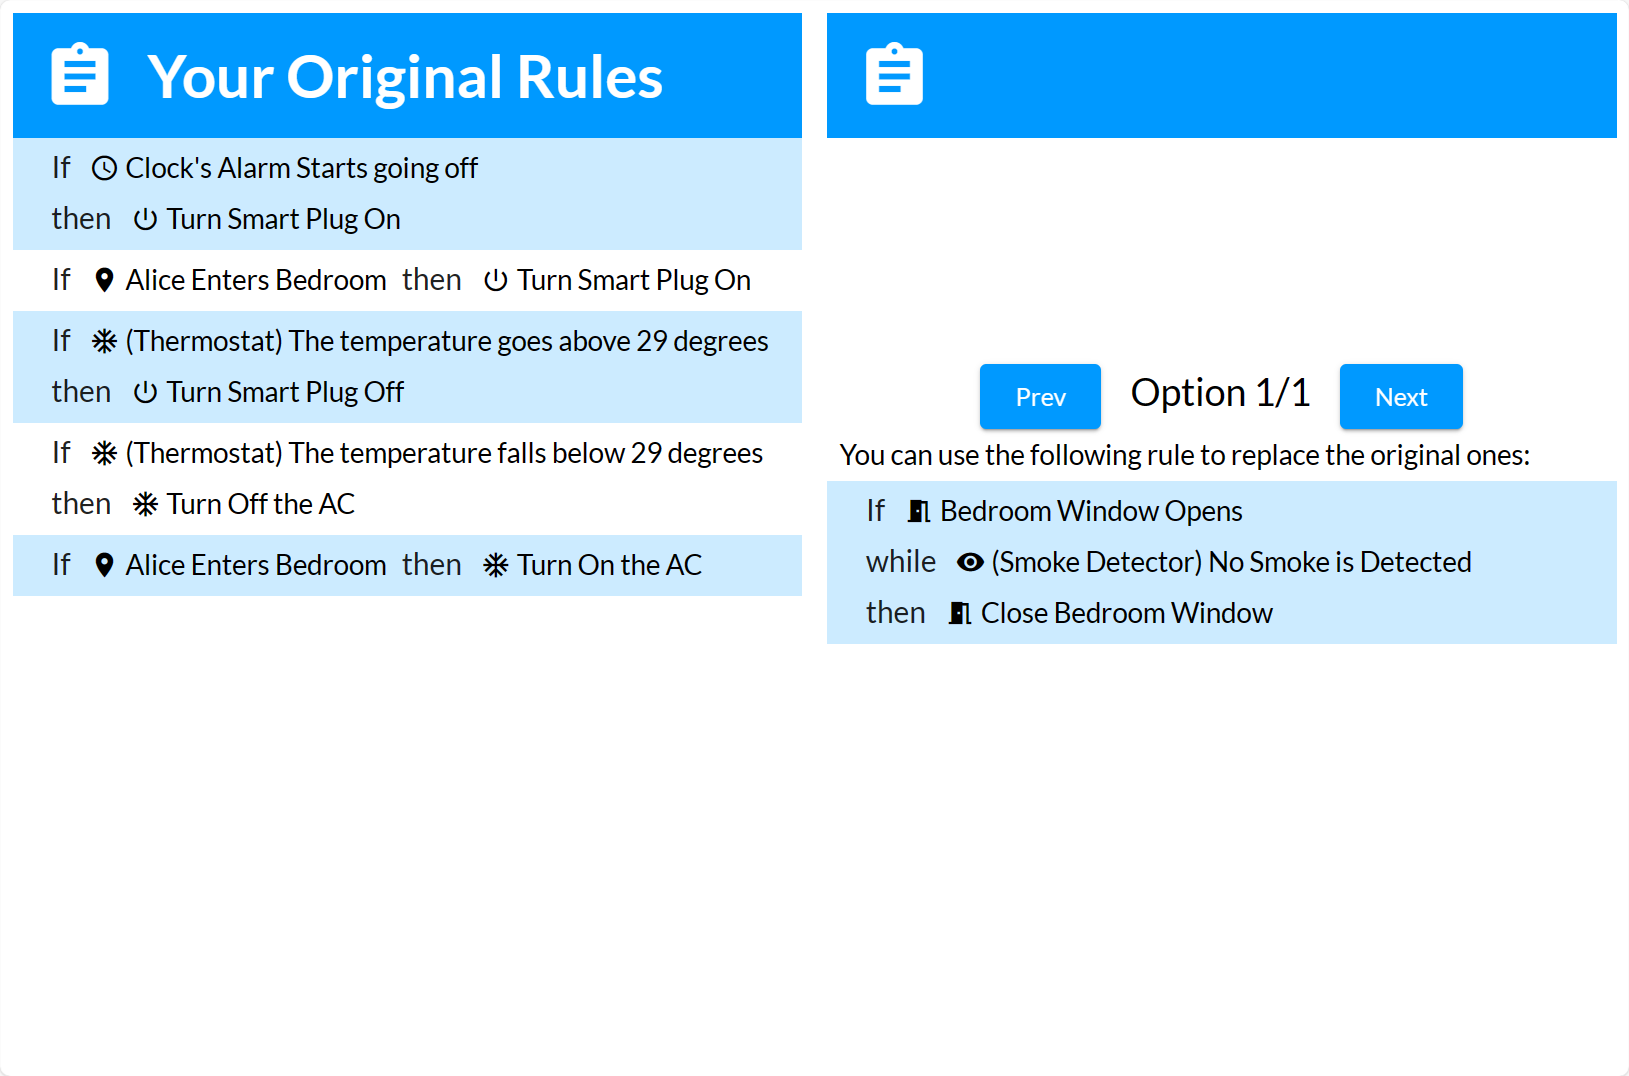 Your Original Rules
If Clock's Alarm Starts going off
then Turn Smart Plug On
If Alice Enters Bedroom then Turn Smart Plug On
If (Thermostat) The temperature goes above 29 degrees
then Turn Smart Plug Off
If (Thermostat) The temperature falls below 29 degrees
then Turn Off the AC
If Alice Enters Bedroom then Turn On the AC
Prev Option 1/1 Next
You can use the following rule to replace the original ones:
If Bedroom Window Opens
while (Smoke Detector) No Smoke is Detected
then Close Bedroom Window